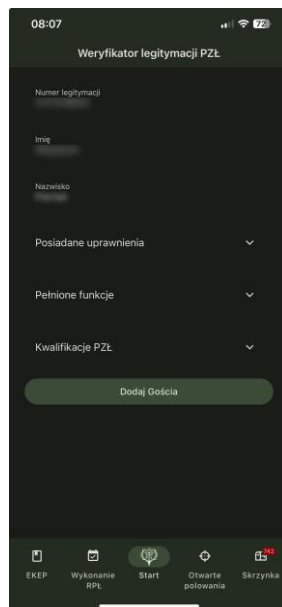 08:07
72
Weryfikator legitymacji PZŁ
Numer legitymacji
Imię
Nazwisko
Posiadane uprawnienia
Pełnione funkcje
Kwalifikacje PZŁ
Dodaj Gościa
742
EKEP
Wykonanie RPŁ
Start
Otwarte polowania
Skrzynka